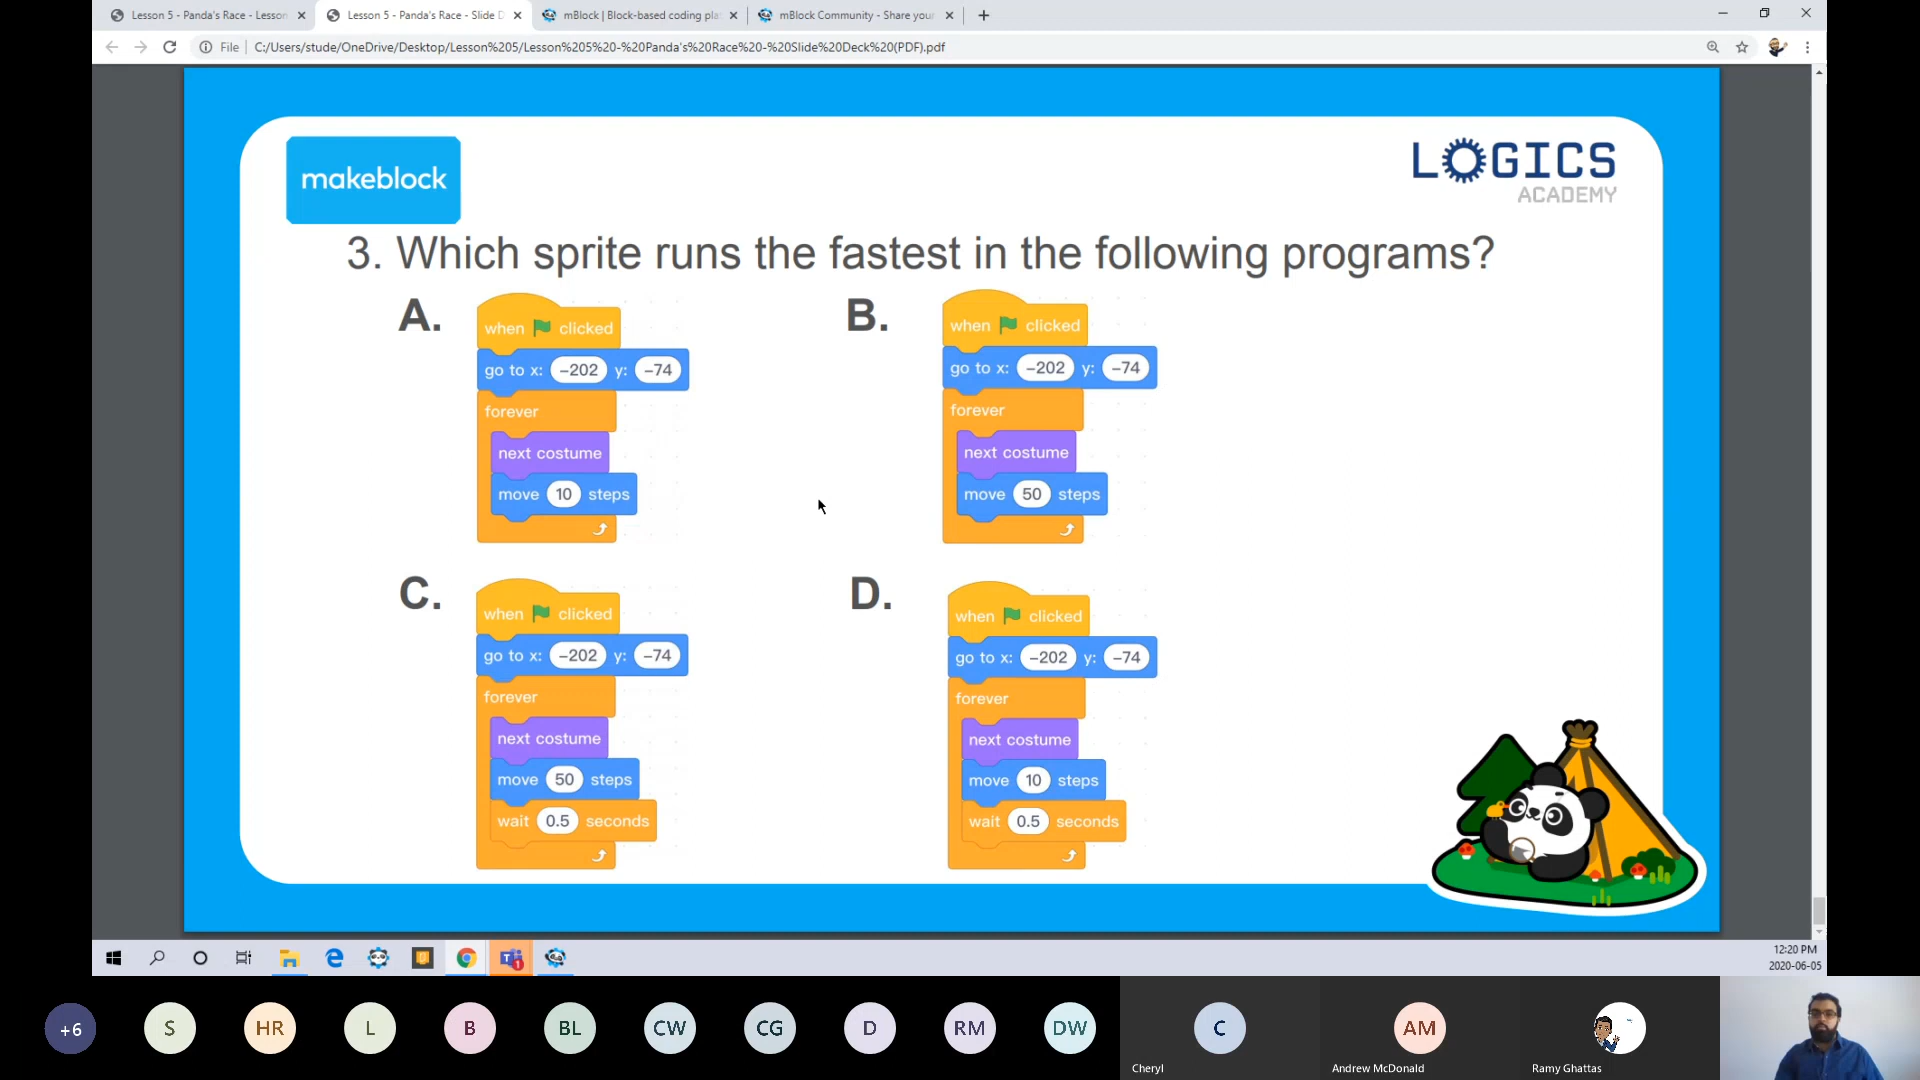 Lesson 5 - Panda's Race - Lesson
Lesson 5 - Panda's Race - Slide D
mBlock | Block-based coding pla
mBlock Community - Share your
File
C:/Users/stude/OneDrive/Desktop/Lesson%205/Lesson%205%20-%20Panda's%20Race%20-%20Slide%20Deck%20(PDF).pdf
makeblock
LOGICS
ACADEMY
3. Which sprite runs the fastest in the following programs?
A.
when clicked
go to x: -202 y: -74
forever
next costume
move 10 steps
B.
when clicked
go to x: -202 y: -74
forever
next costume
move 50 steps
C.
when clicked
go to x: -202 y: -74
forever
next costume
move 50 steps
wait 0.5 seconds
D.
when clicked
go to x: -202 y: -74
forever
next costume
move 10 steps
wait 0.5 seconds
12:20 PM
2020-06-05
+6
S
HR
L
B
BL
CW
CG
D
RM
DW
C
AM
Cheryl
Andrew McDonald
Ramy Ghattas